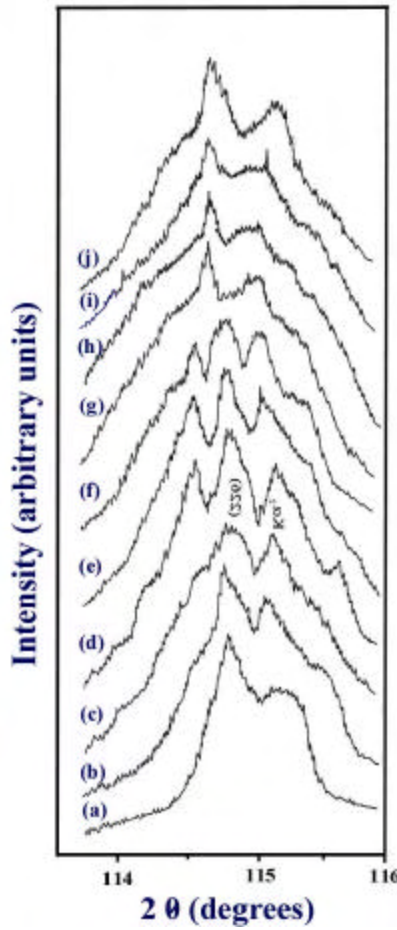 (j)
(i)
(h)
(g)
(f)
(e)
(220)
(d)
(c)
(b)
(a)
Intensity (arbitrary units)
114 115 116
2 θ (degrees)